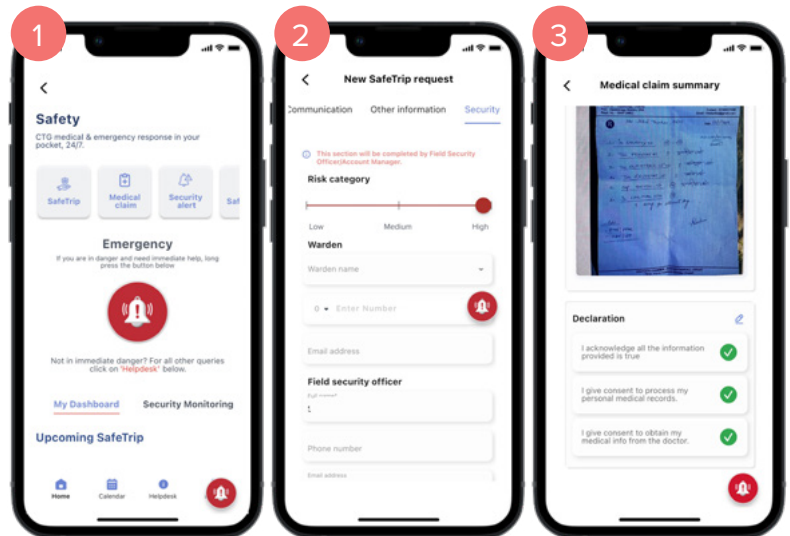 1
Safety
CTG medical & emergency response in your
pocket, 24/7.
SafeTrip
Medical
claim
Security
alert
Saf
Emergency
If you are in danger and need immediate help, long
press the button below
Not in immediate danger? For all other queries
click on 'Helpdesk' below.
My Dashboard
Security Monitoring
Upcoming SafeTrip
Home
Calendar
Helpdesk
2
New SafeTrip request
Communication
Other information
Security
This section will be completed by Field Security
Officer/Account Manager.
Risk category
Low
Medium
High
Warden
Warden name
0
Enter Number
Email address
Field security officer
Full name*
Phone number
Email address
3
Medical claim summary
Declaration
I acknowledge all the information
provided is true
I give consent to process my
personal medical records.
I give consent to obtain my
medical info from the doctor.